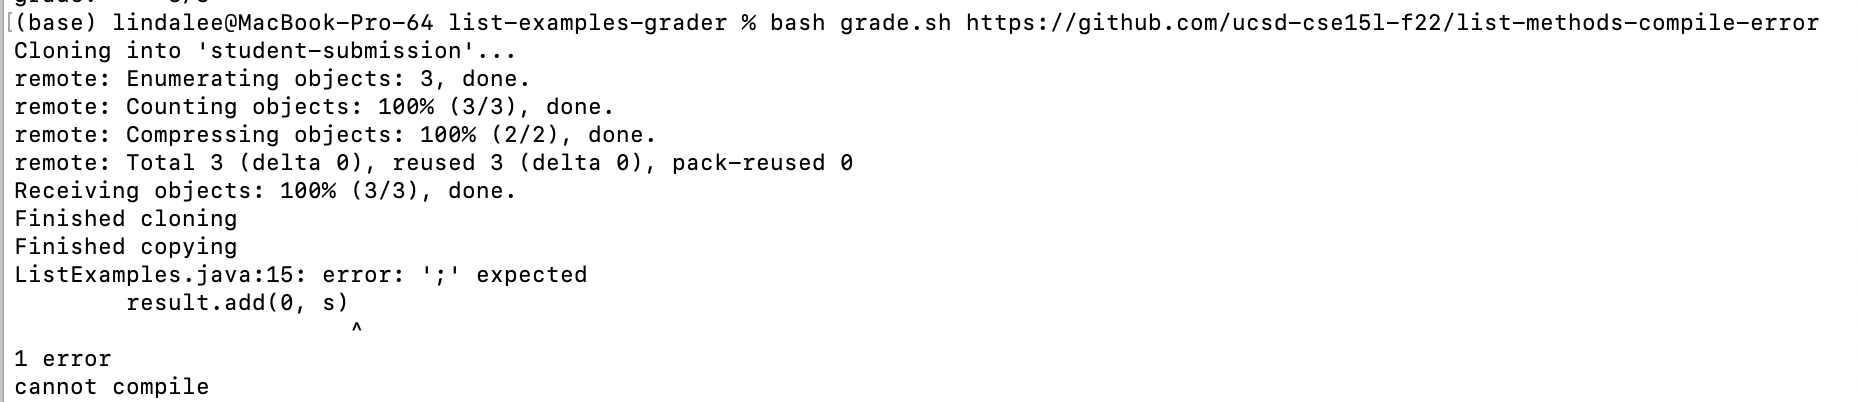 (base) lindalee@MacBook-Pro-64 list-examples-grader % bash grade.sh https://github.com/ucsd-cse15l-f22/list-methods-compile-error
Cloning into 'student-submission'...
remote: Enumerating objects: 3, done.
remote: Counting objects: 100% (3/3), done.
remote: Compressing objects: 100% (2/2), done.
remote: Total 3 (delta 0), reused 3 (delta 0), pack-reused 0
Receiving objects: 100% (3/3), done.
Finished cloning
Finished copying
ListExamples.java:15: error: ';' expected
        result.add(0, s)
                        ^
1 error
cannot compile